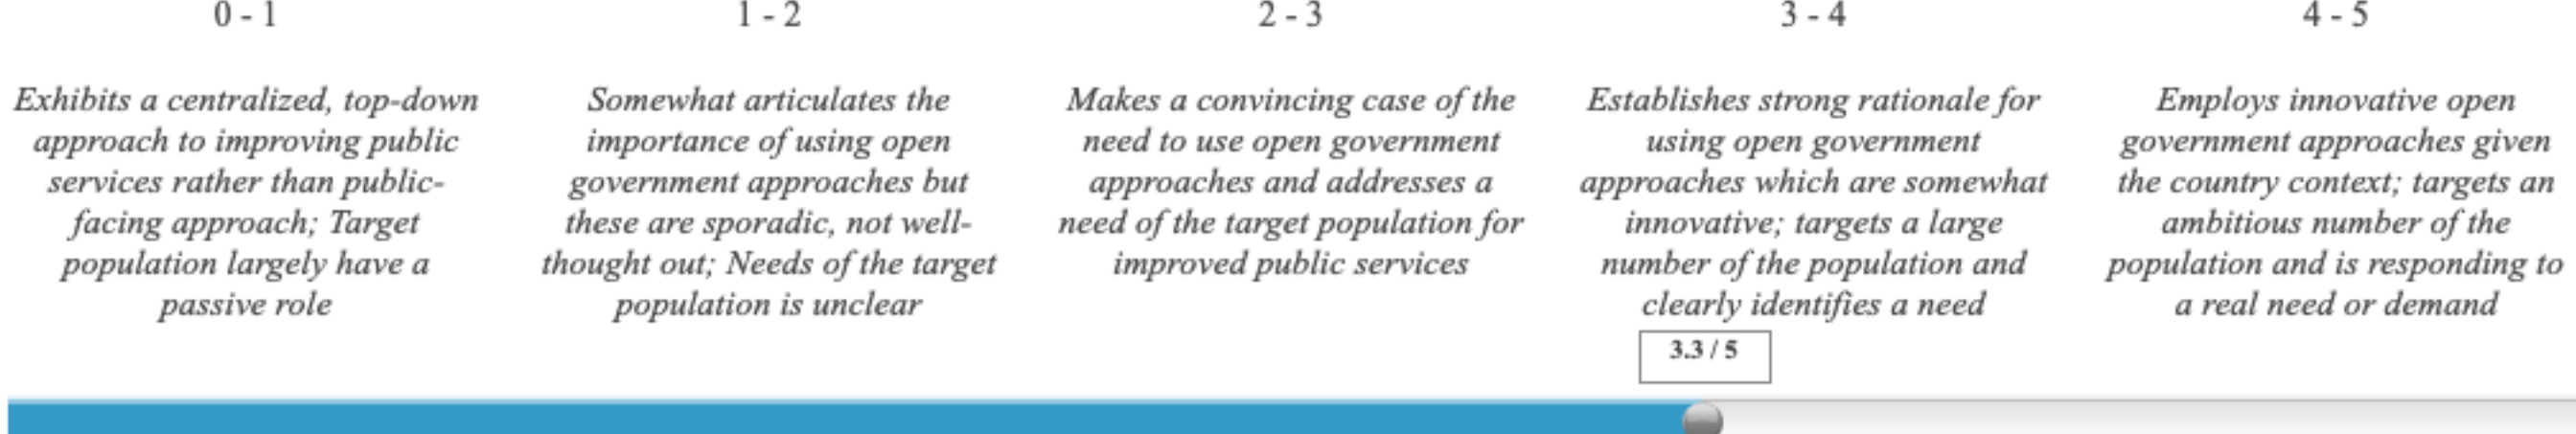 0 - 1
Exhibits a centralized, top-down
approach to improving public
services rather than public-
facing approach; Target
population largely have a
passive role
1 - 2
Somewhat articulates the
importance of using open
government approaches but
these are sporadic, not well-
thought out; Needs of the target
population is unclear
2 - 3
Makes a convincing case of the
need to use open government
approaches and addresses a
need of the target population for
improved public services
3 - 4
Establishes strong rationale for
using open government
approaches which are somewhat
innovative; targets a large
number of the population and
clearly identifies a need
4 - 5
Employs innovative open
government approaches given
the country context; targets an
ambitious number of the
population and is responding to
a real need or demand
3.3 / 5